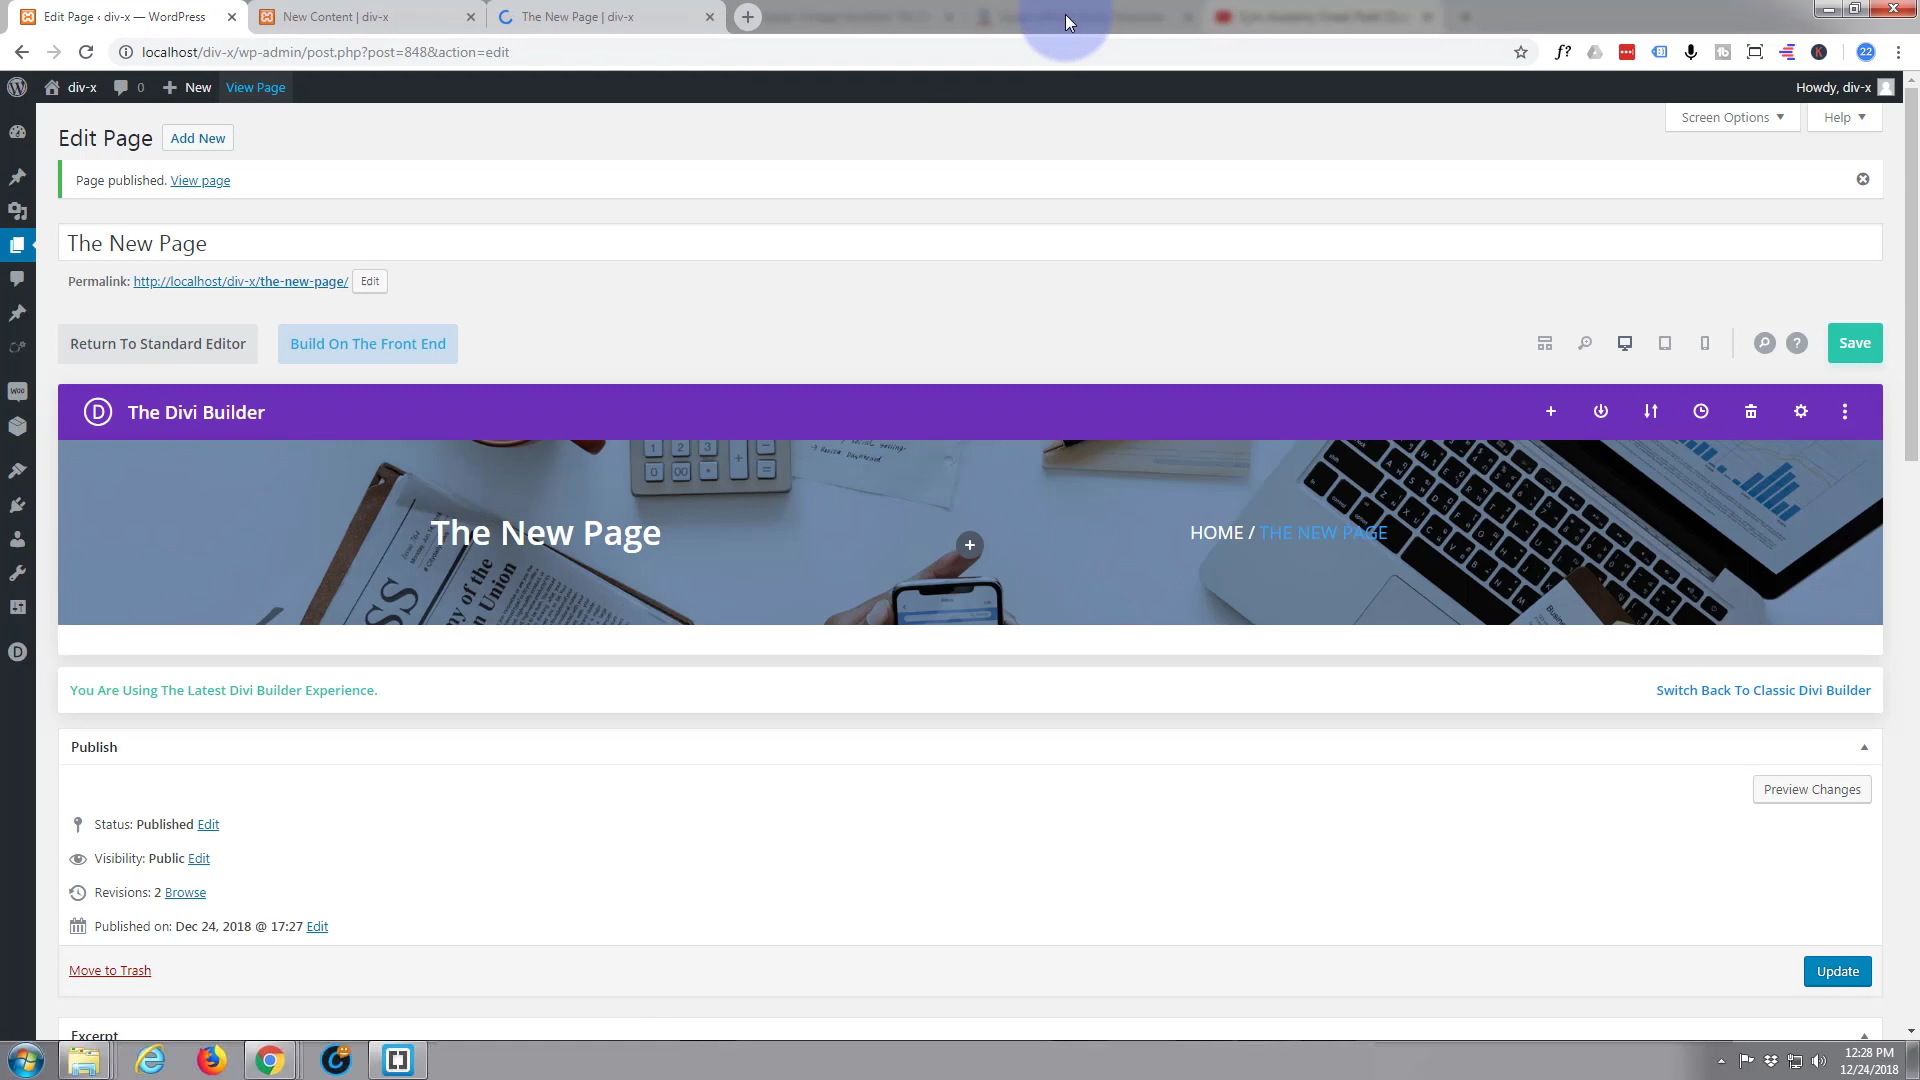 Edit Page ‹ div-x — WordPress
New Content | div-x
The New Page | div-x
localhost/div-x/wp-admin/post.php?post=848&action=edit
f?
22
div-x
0
New
View Page
Howdy, div-x
Edit Page
Add New
Screen Options
Help
Page published. View page
The New Page
Permalink: http://localhost/div-x/the-new-page/ Edit
Return To Standard Editor
Build On The Front End
Save
D The Divi Builder
The New Page
HOME / THE NEW PAGE
You Are Using The Latest Divi Builder Experience.
Switch Back To Classic Divi Builder
Publish
Preview Changes
Status: Published Edit
Visibility: Public Edit
Revisions: 2 Browse
Published on: Dec 24, 2018 @ 17:27 Edit
Move to Trash
Update
Excerpt
12:28 PM
12/24/2018